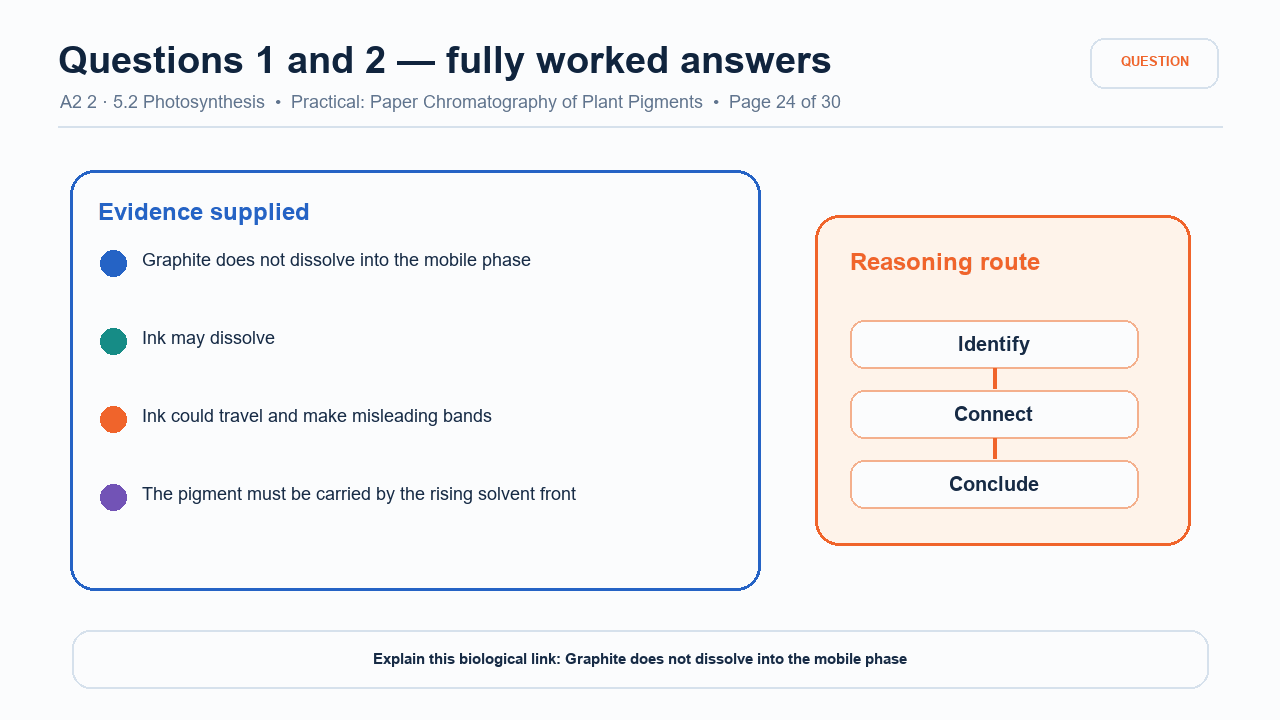 Questions 1 and 2 — fully worked answers
QUESTION
A2 2 · 5.2 Photosynthesis • Practical: Paper Chromatography of Plant Pigments • Page 24 of 30
Evidence supplied
Graphite does not dissolve into the mobile phase
Ink may dissolve
Ink could travel and make misleading bands
The pigment must be carried by the rising solvent front
Reasoning route
Identify
Connect
Conclude
Explain this biological link: Graphite does not dissolve into the mobile phase